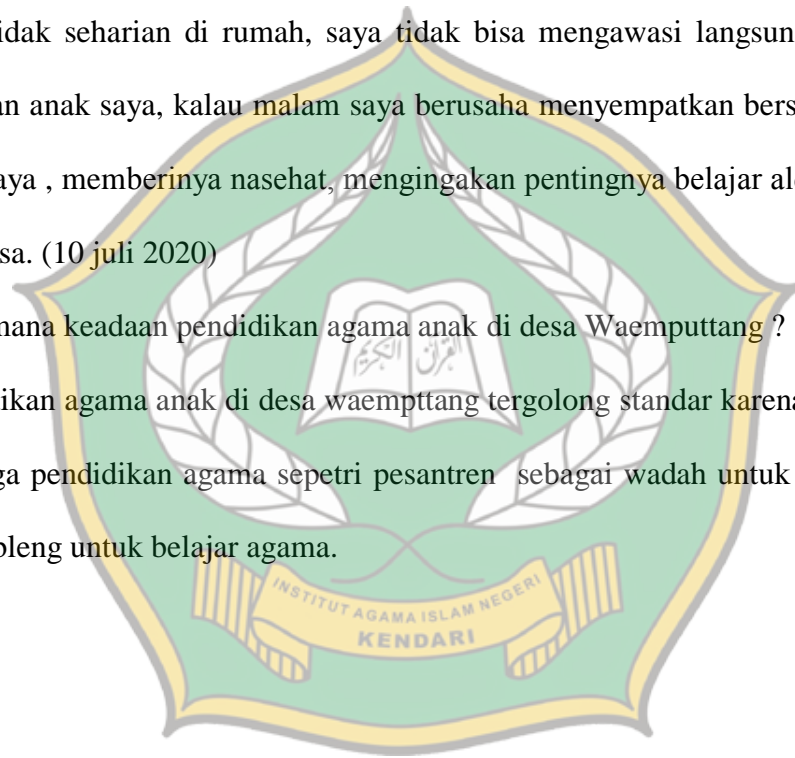 idak seharian di rumah, saya tidak bisa mengawasi langsun
an anak saya, kalau malam saya berusaha menyempatkan bers
aya , memberinya nasehat, mengingakan pentingnya belajar al
sa. (10 juli 2020)
mana keadaan pendidikan agama anak di desa Waemputtang ?
ikan agama anak di desa waempttang tergolong standar karena
القرآن الكريم
ga pendidikan agama sepetri pesantren sebagai wadah untuk
bleng untuk belajar agama.
INSTITUT AGAMA ISLAM NEGERI
KENDARI